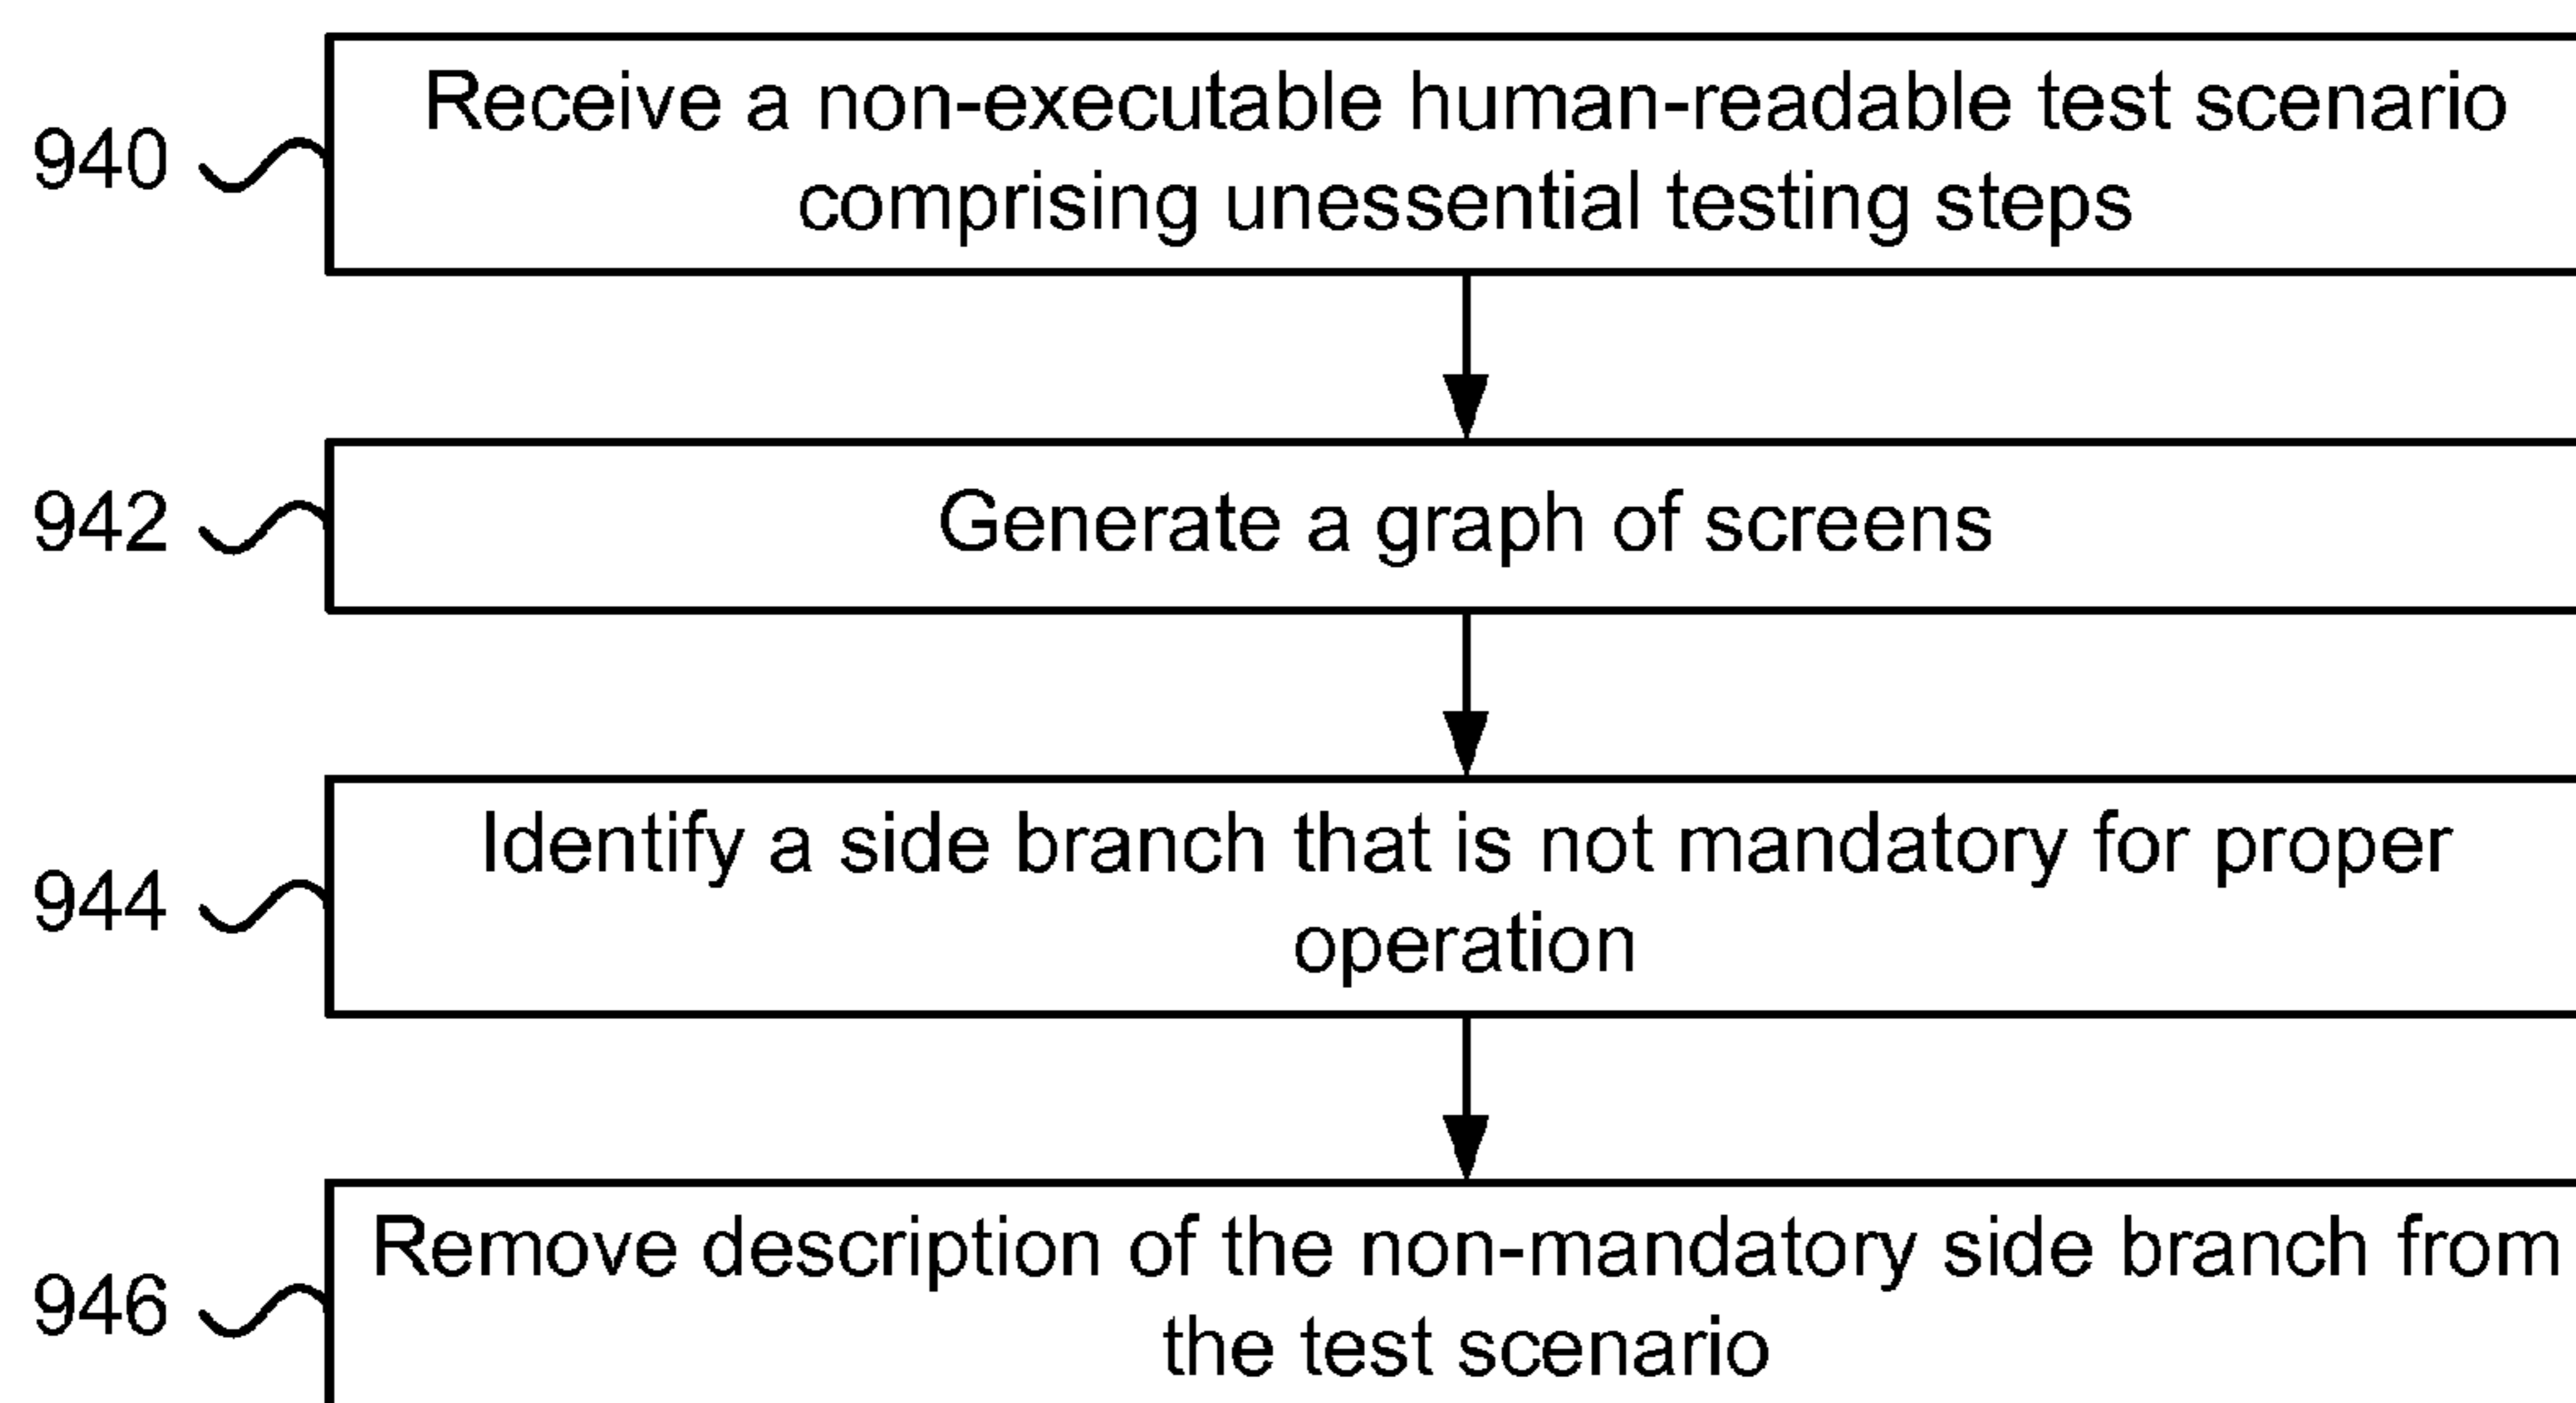 Receive a non-executable human-readable test scenario
940
comprising unessential testing steps
942
Generate a graph of screens
Identify a side branch that is not mandatory for proper
944
operation
Remove description of the non-mandatory side branch from
946
the test scenario